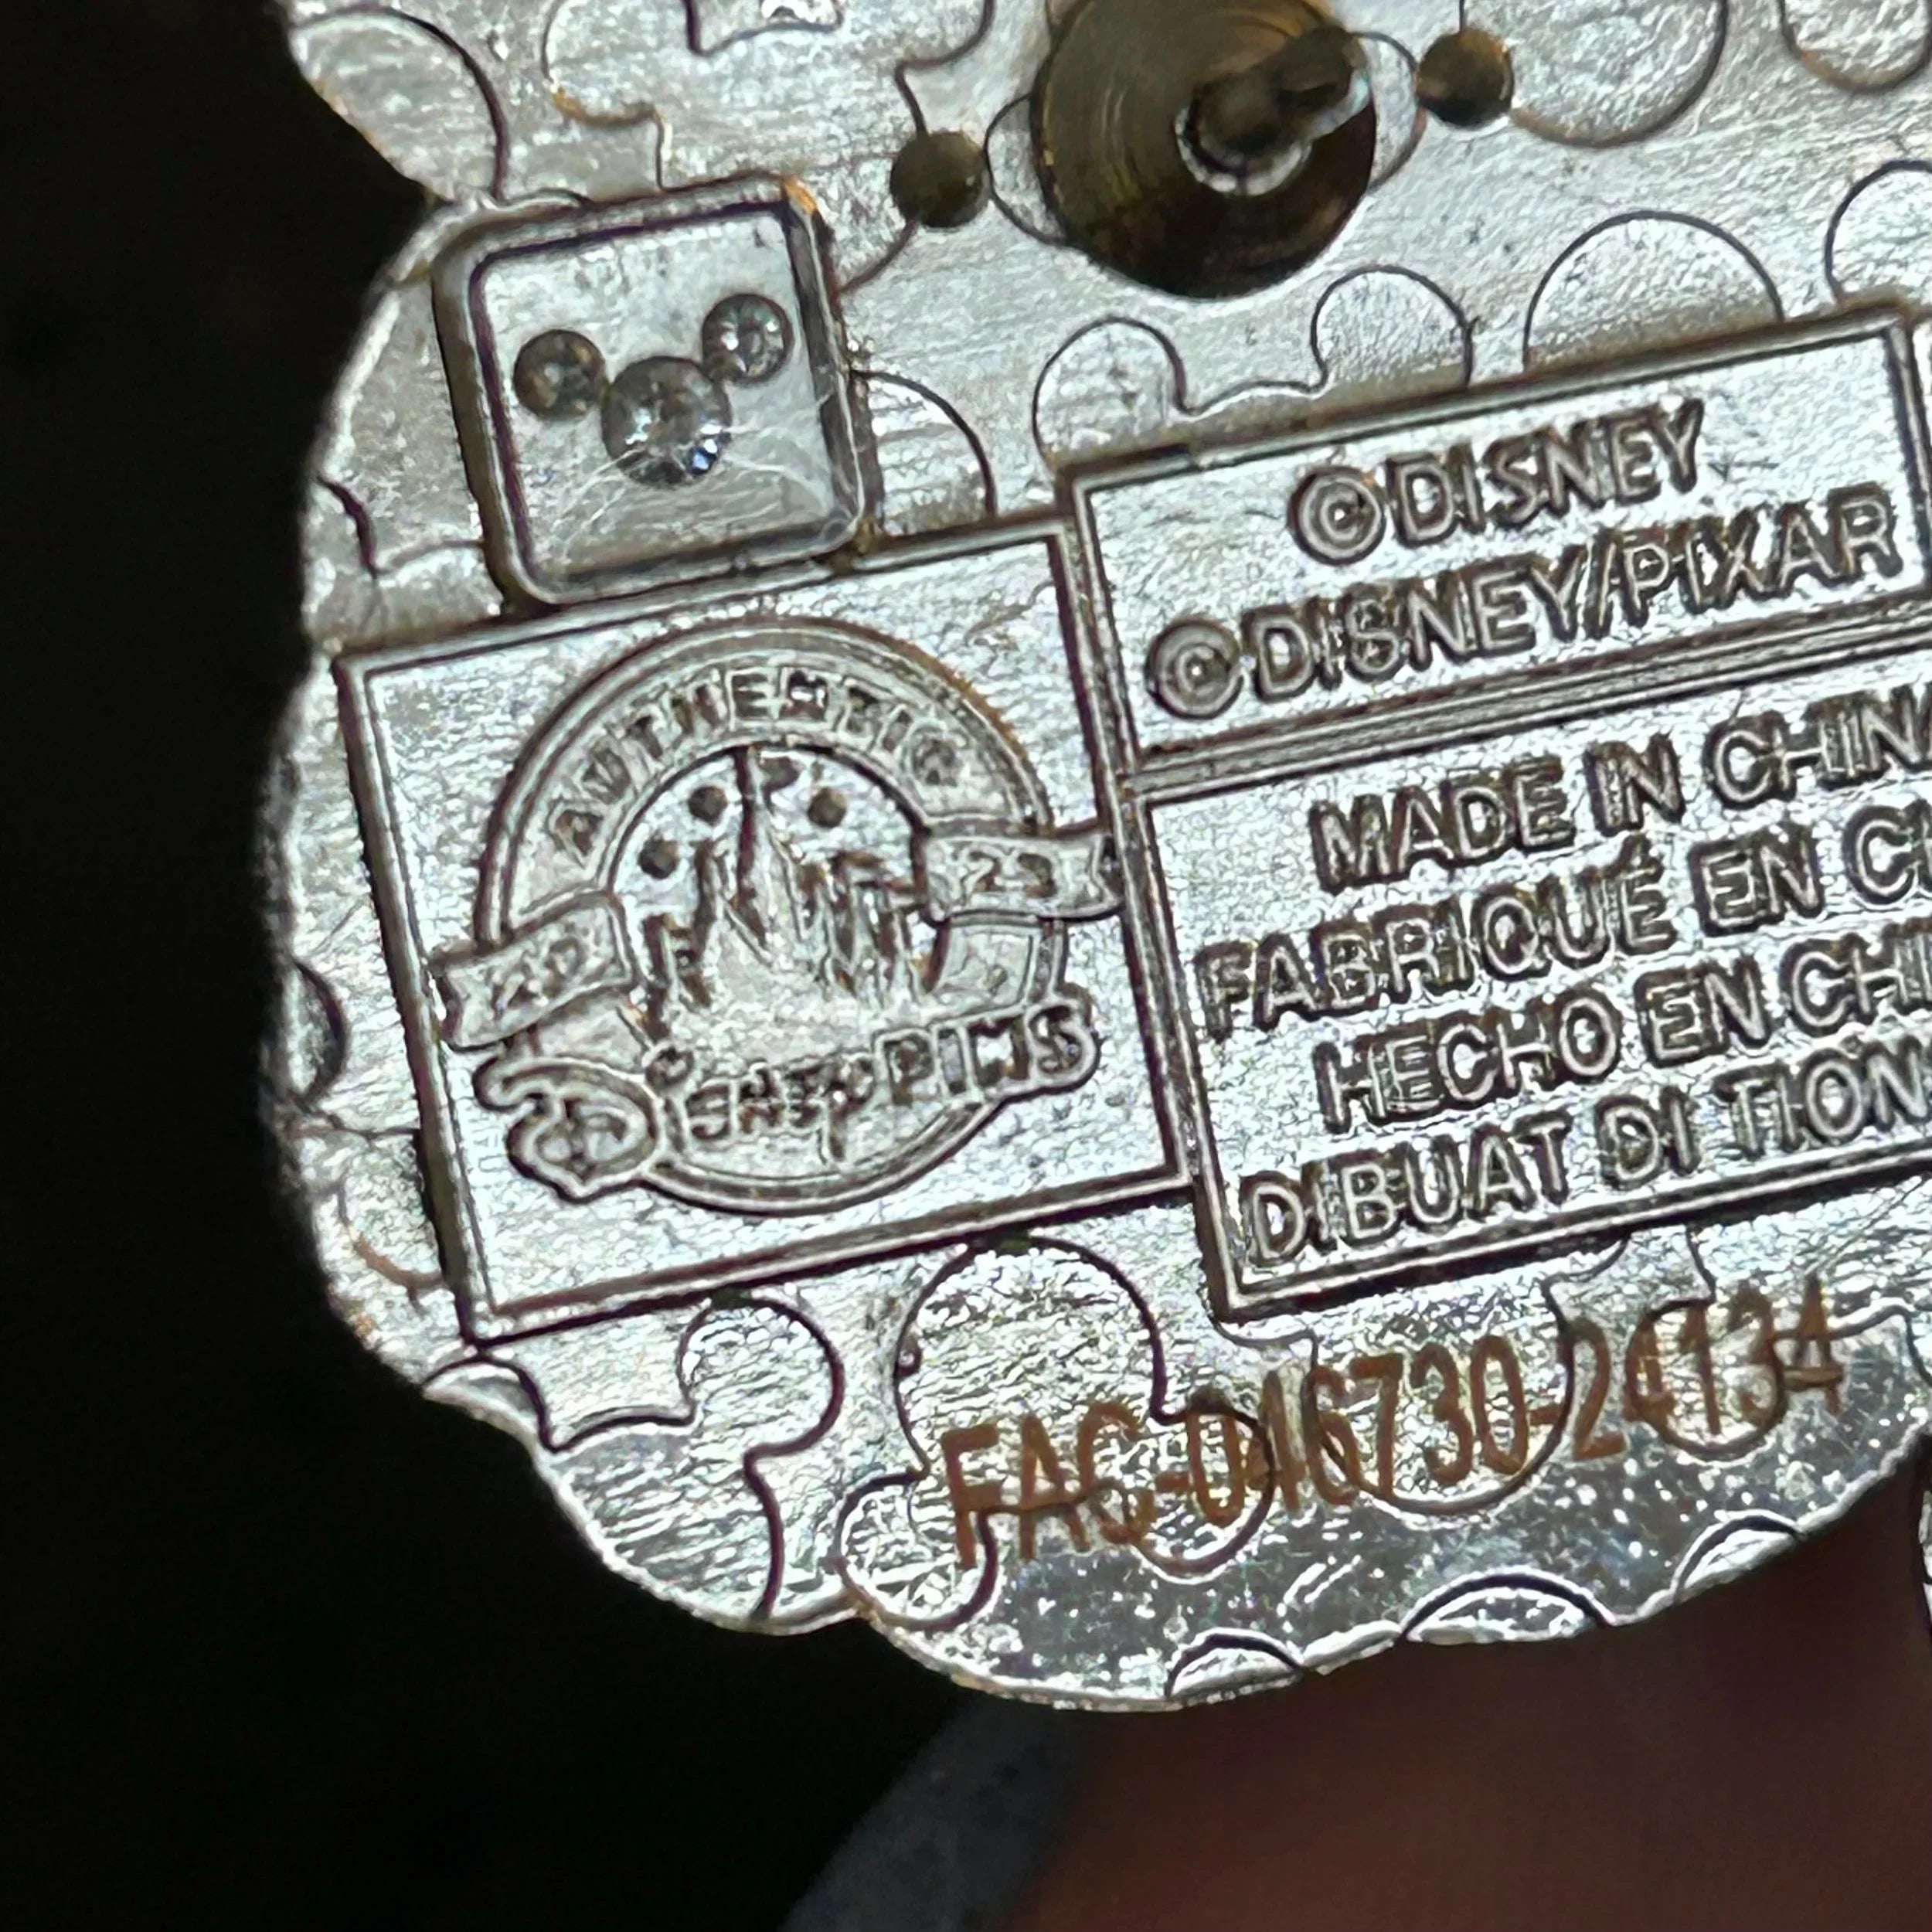 ©DISNEY
©DISNEY/PIXAR
AUTHENTIC
20 23
Disney PINS
MADE IN CHIN
FABRIQUÉ EN C
HECHO EN CHI
DIBUAT DI TION
FAC-046730-24134